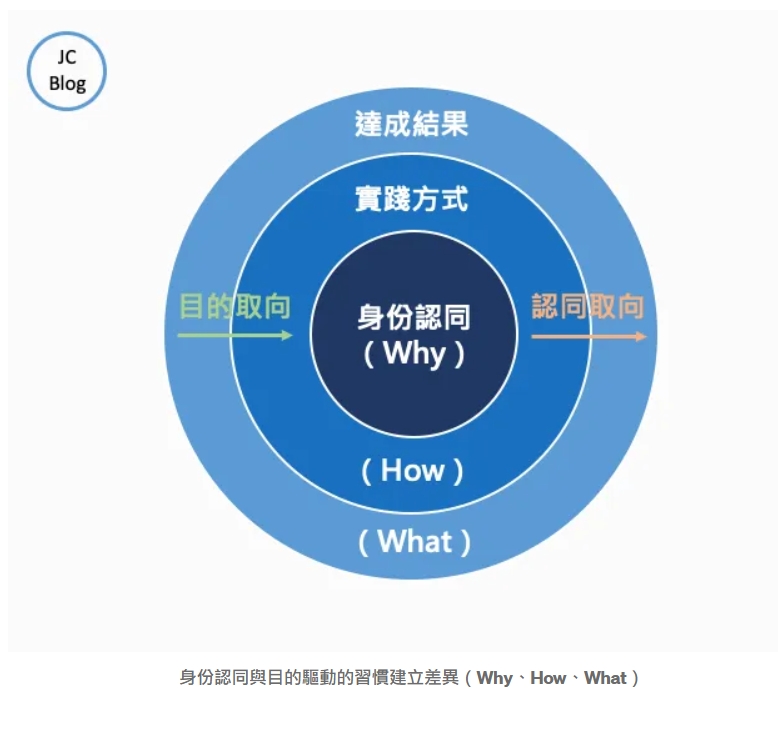 JC
Blog
達成結果
實踐方式
目的取向
身份認同
（Why）
認同取向
（How）
（What）
身份認同與目的驅動的習慣建立差異（Why、How、What）